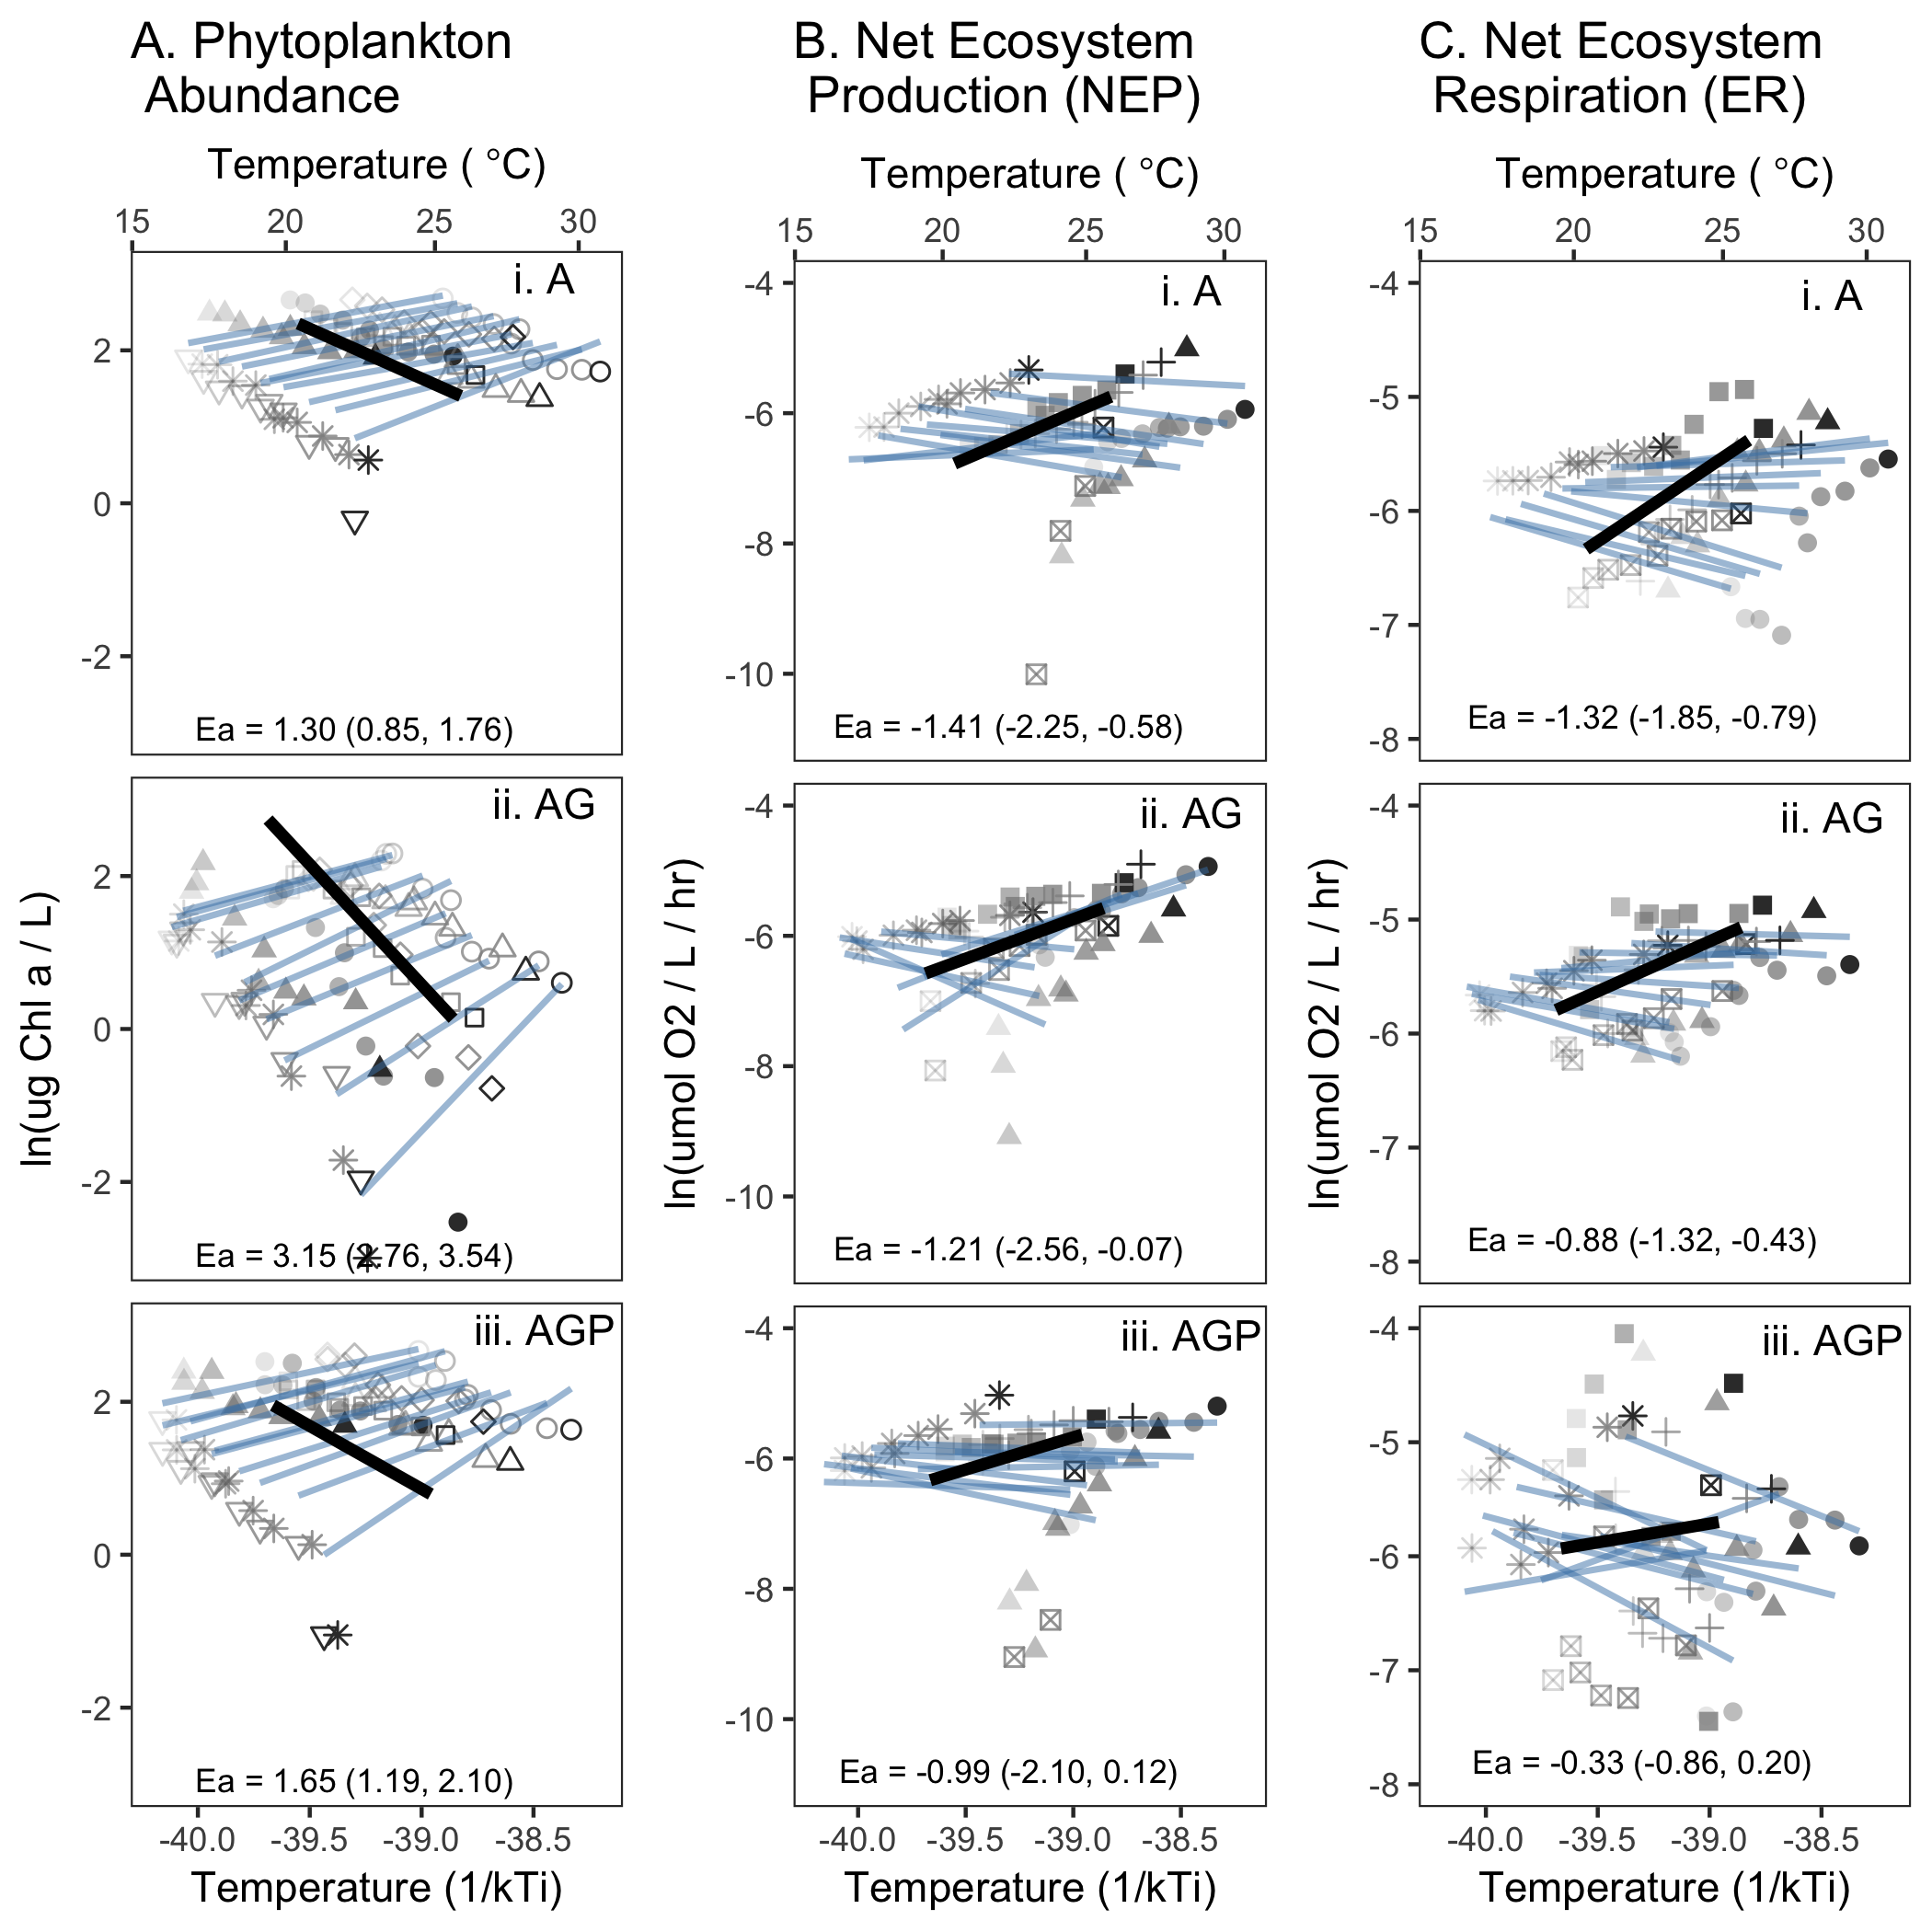 A. Phytoplankton
Abundance
B. Net Ecosystem
Production (NEP)
C. Net Ecosystem
Respiration (ER)
Temperature ( °C)
Temperature ( °C)
Temperature ( °C)
15 20 25 30
15 20 25 30
15 20 25 30
i. A
2
0
-2
Ea = 1.30 (0.85, 1.76)
i. A
-4
-6
-8
-10
Ea = -1.41 (-2.25, -0.58)
i. A
-4
-5
-6
-7
-8
Ea = -1.32 (-1.85, -0.79)
ln(ug Chl a / L)
ii. AG
2
0
-2
Ea = 3.15 (2.76, 3.54)
ln(umol O2 / L / hr)
ii. AG
-4
-6
-8
-10
Ea = -1.21 (-2.56, -0.07)
ln(umol O2 / L / hr)
ii. AG
-4
-5
-6
-7
-8
Ea = -0.88 (-1.32, -0.43)
iii. AGP
2
0
-2
Ea = 1.65 (1.19, 2.10)
iii. AGP
-4
-6
-8
-10
Ea = -0.99 (-2.10, 0.12)
iii. AGP
-4
-5
-6
-7
-8
Ea = -0.33 (-0.86, 0.20)
-40.0 -39.5 -39.0 -38.5
-40.0 -39.5 -39.0 -38.5
-40.0 -39.5 -39.0 -38.5
Temperature (1/kTi)
Temperature (1/kTi)
Temperature (1/kTi)